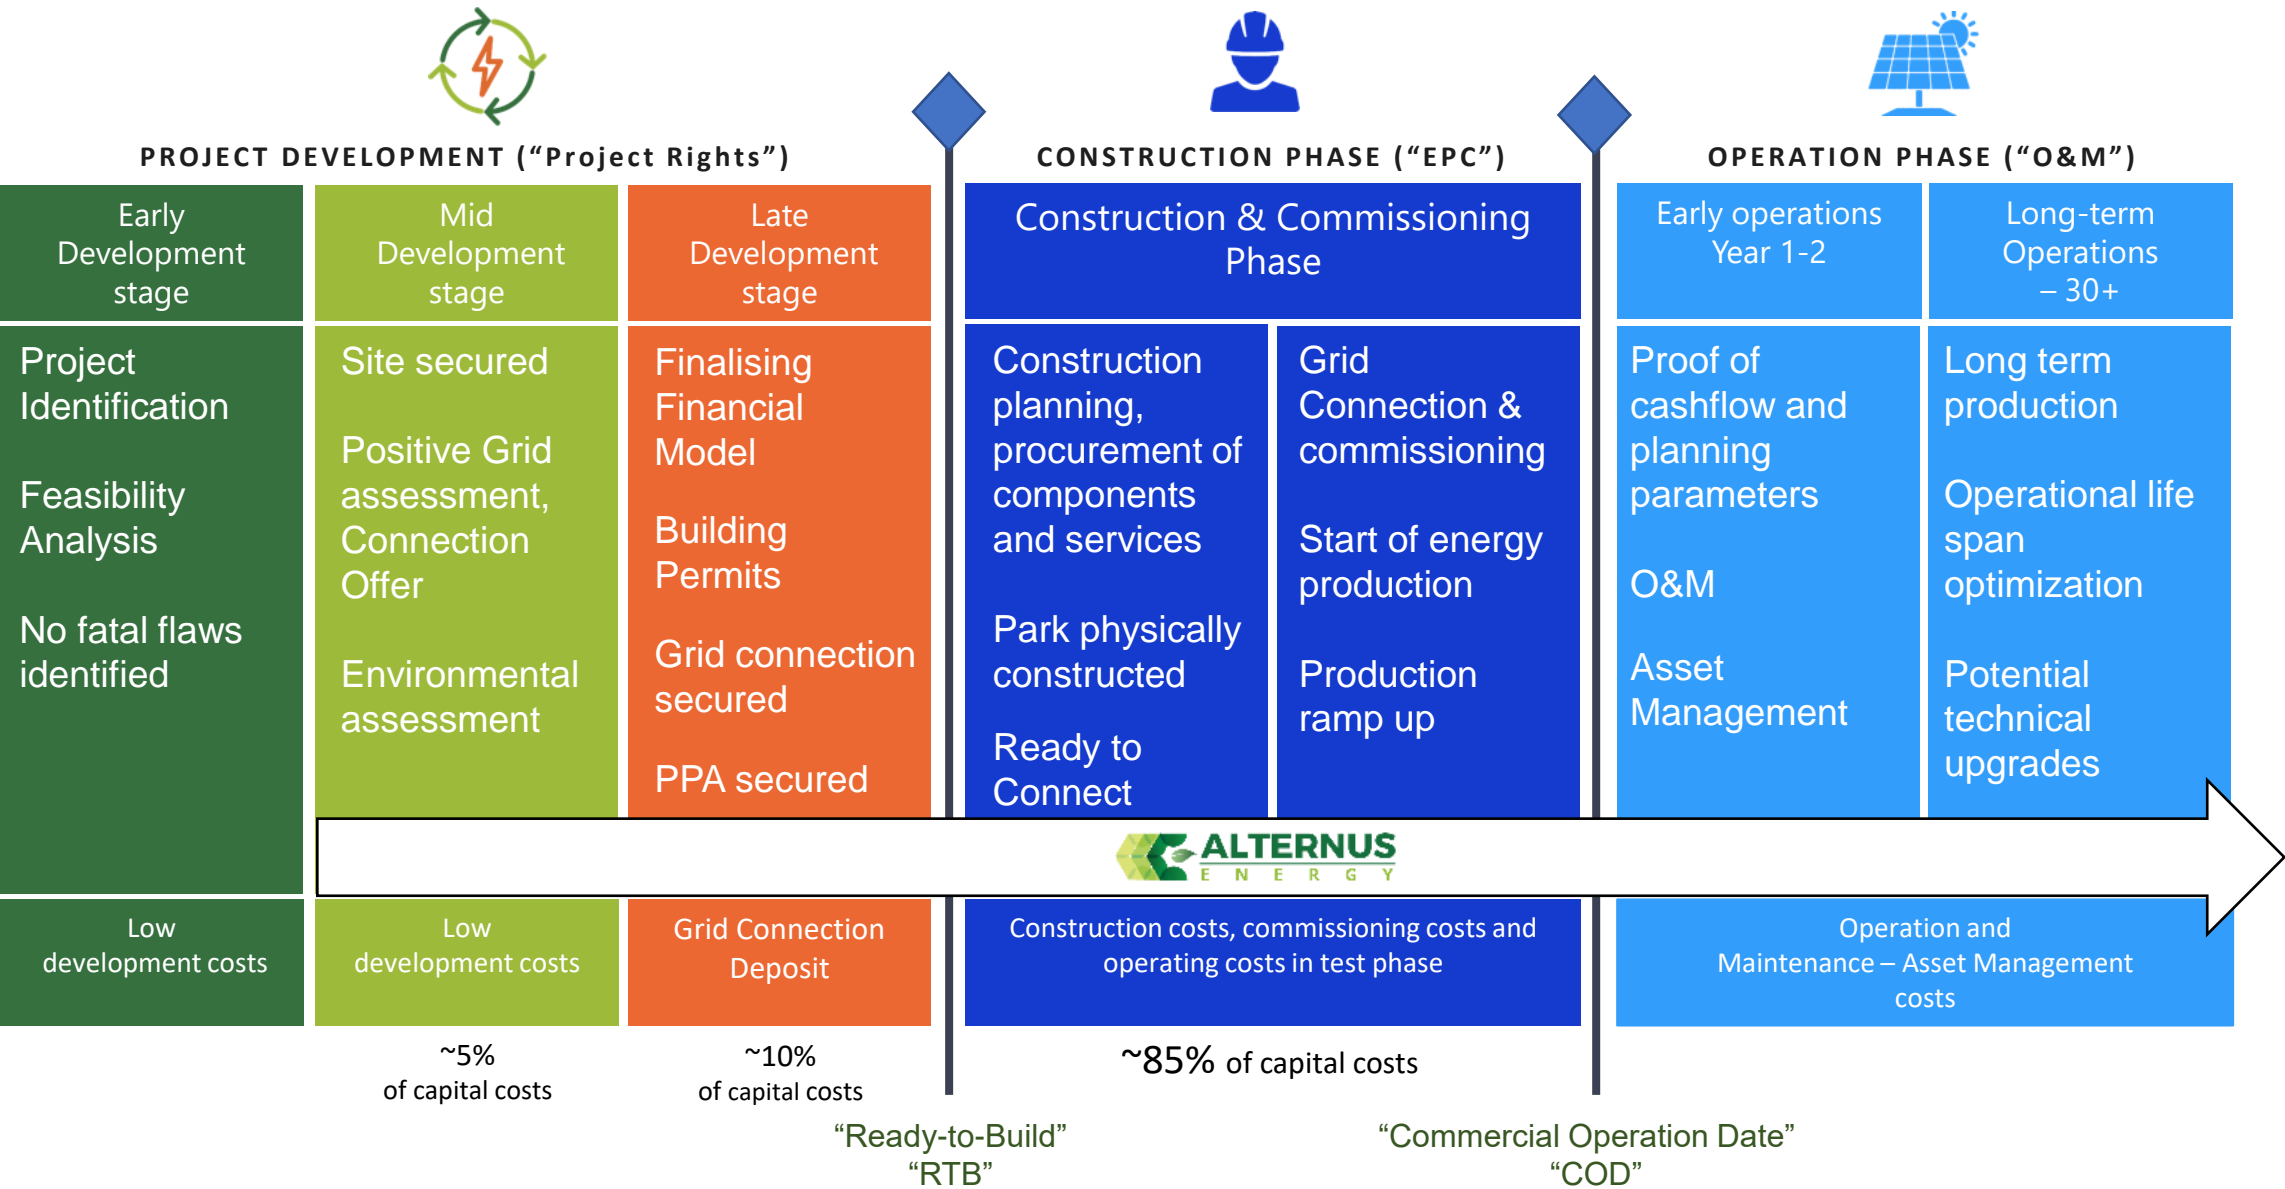 PROJECT DEVELOPMENT (“Project Rights”)
CONSTRUCTION PHASE (“EPC”)
OPERATION PHASE (“O&M”)
Early
Development
stage
Mid
Development
stage
Late
Development
stage
Construction & Commissioning
Phase
Early operations
Year 1-2
Long-term
Operations
– 30+
Project
Identification
Feasibility
Analysis
No fatal flaws
identified
Site secured
Positive Grid
assessment,
Connection
Offer
Environmental
assessment
Finalising
Financial
Model
Building
Permits
Grid connection
secured
PPA secured
Construction
planning,
procurement of
components
and services
Park physically
constructed
Ready to
Connect
Grid
Connection &
commissioning
Start of energy
production
Production
ramp up
Proof of
cashflow and
planning
parameters
O&M
Asset
Management
Long term
production
Operational life
span
optimization
Potential
technical
upgrades
ALTERNUS
ENERGY
Low
development costs
Low
development costs
Grid Connection
Deposit
Construction costs, commissioning costs and
operating costs in test phase
Operation and
Maintenance – Asset Management
costs
~5%
of capital costs
~10%
of capital costs
~85% of capital costs
“Ready-to-Build”
“RTB”
“Commercial Operation Date”
“COD”